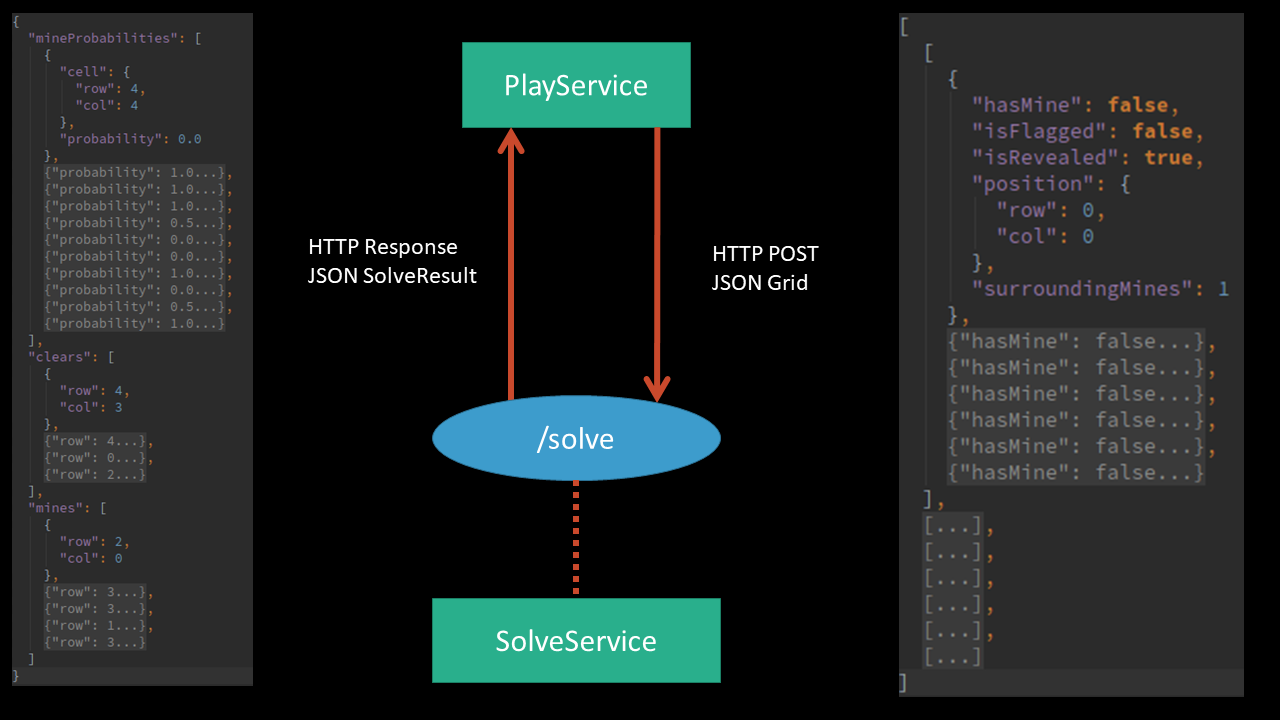 {
  "mineProbabilities": [
    {
      "cell": {
        "row": 4,
        "col": 4
      },
      "probability": 0.0
    },
    {"probability": 1.0...},
    {"probability": 1.0...},
    {"probability": 1.0...},
    {"probability": 0.5...},
    {"probability": 0.0...},
    {"probability": 0.0...},
    {"probability": 1.0...},
    {"probability": 0.0...},
    {"probability": 0.5...},
    {"probability": 1.0...}
  ],
  "clears": [
    {
      "row": 4,
      "col": 3
    },
    {"row": 4...},
    {"row": 0...},
    {"row": 2...}
  ],
  "mines": [
    {
      "row": 2,
      "col": 0
    },
    {"row": 3...},
    {"row": 3...},
    {"row": 1...},
    {"row": 3...}
  ]
}
PlayService
HTTP Response
JSON SolveResult
HTTP POST
JSON Grid
/solve
SolveService
[
  [
    {
      "hasMine": false,
      "isFlagged": false,
      "isRevealed": true,
      "position": {
        "row": 0,
        "col": 0
      },
      "surroundingMines": 1
    },
    {"hasMine": false...},
    {"hasMine": false...},
    {"hasMine": false...},
    {"hasMine": false...},
    {"hasMine": false...},
    {"hasMine": false...}
  ],
  [...],
  [...],
  [...],
  [...],
  [...],
  [...]
]